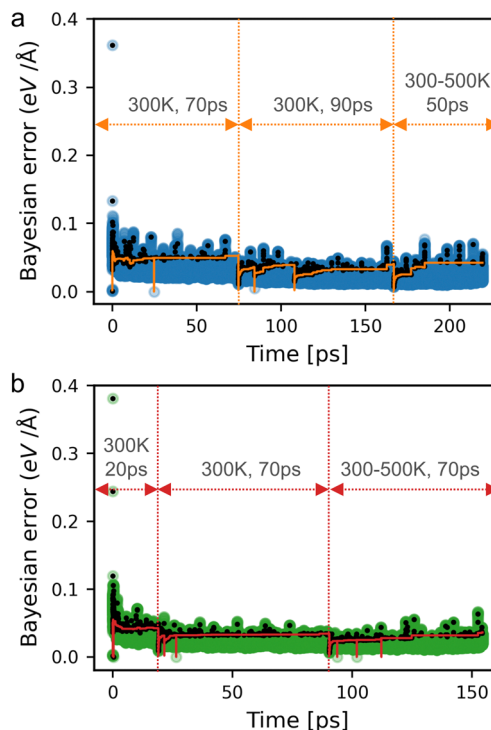 a
Bayesian error (eV /Å)
0.4
0.3
0.2
0.1
0.0
300K, 70ps
300K, 90ps
300-500K
50ps
0
50
100
150
200
Time [ps]
b
Bayesian error (eV /Å)
0.4
0.3
0.2
0.1
0.0
300K
20ps
300K, 70ps
300-500K, 70ps
0
50
100
150
Time [ps]